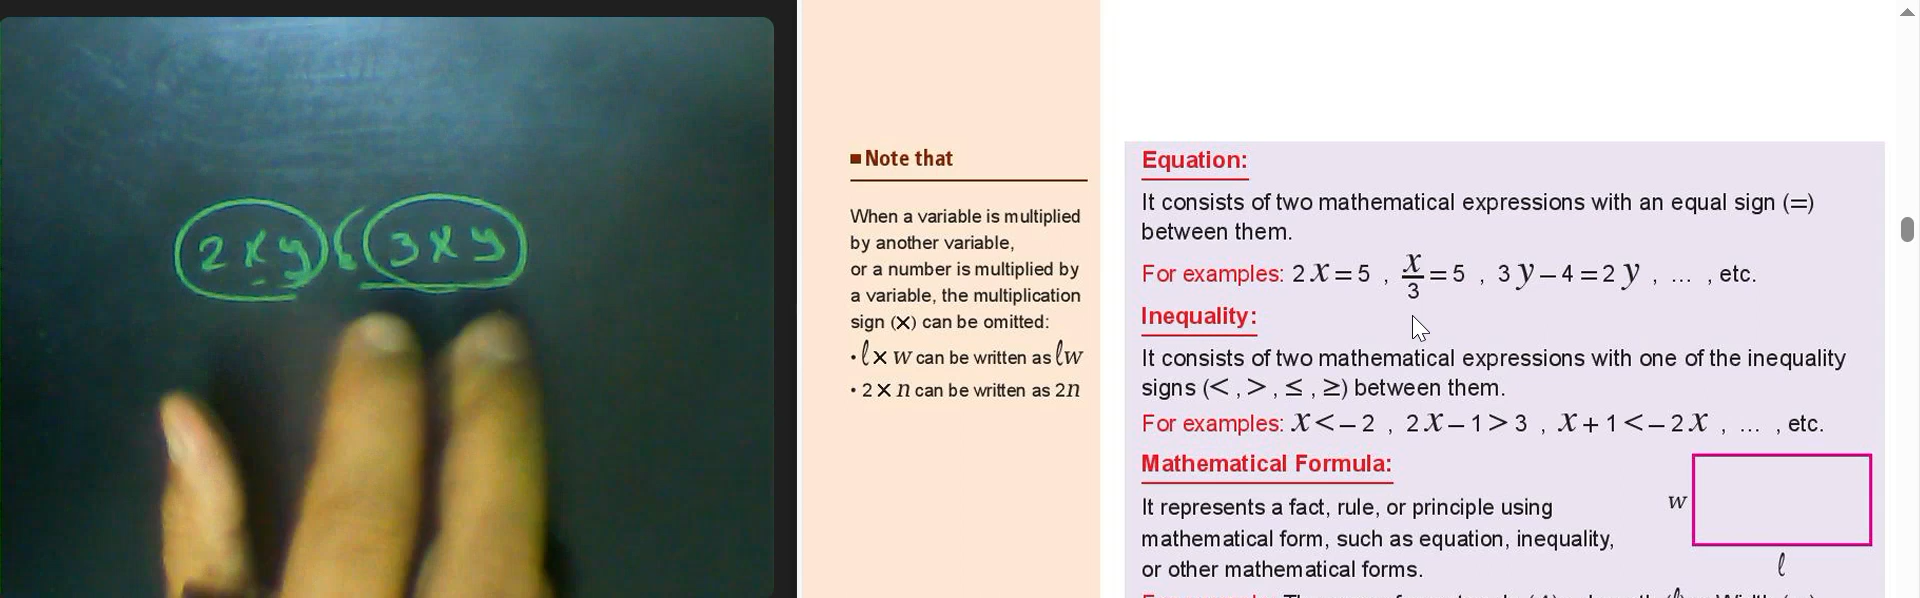 2xy ، 3xy
■ Note that
When a variable is multiplied
by another variable,
or a number is multiplied by
a variable, the multiplication
sign (×) can be omitted:
• ℓ × w can be written as ℓw
• 2 × n can be written as 2n
Equation:
It consists of two mathematical expressions with an equal sign (=)
between them.
For examples: 2x = 5 , x/3 = 5 , 3y – 4 = 2y , ... , etc.
Inequality:
It consists of two mathematical expressions with one of the inequality
signs (< , > , ≤ , ≥) between them.
For examples: x < – 2 , 2x – 1 > 3 , x + 1 < – 2x , ... , etc.
Mathematical Formula:
It represents a fact, rule, or principle using
mathematical form, such as equation, inequality,
or other mathematical forms.
w
ℓ